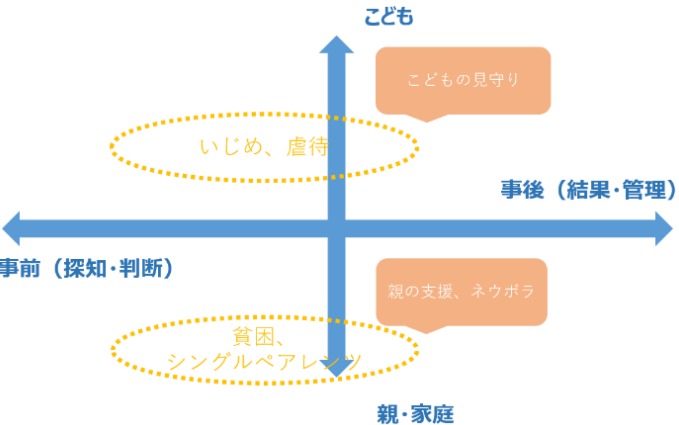 こども
こどもの見守り
いじめ、虐待
事後（結果・管理）
事前（探知・判断）
親の支援、ネウボラ
貧困、
シングルペアレンツ
親・家庭